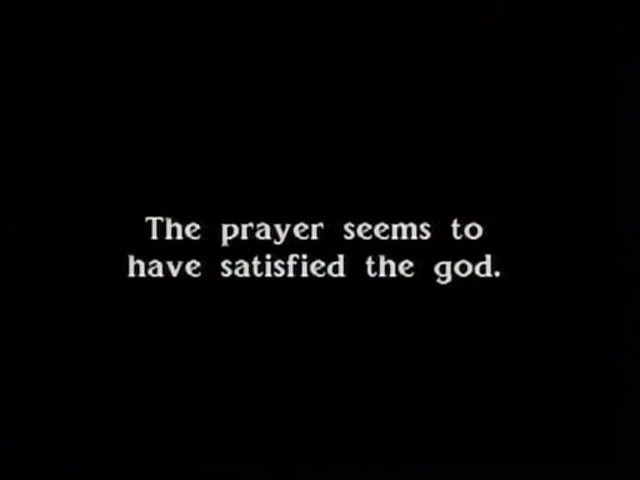 The prayer seems to
have satisfied the god.